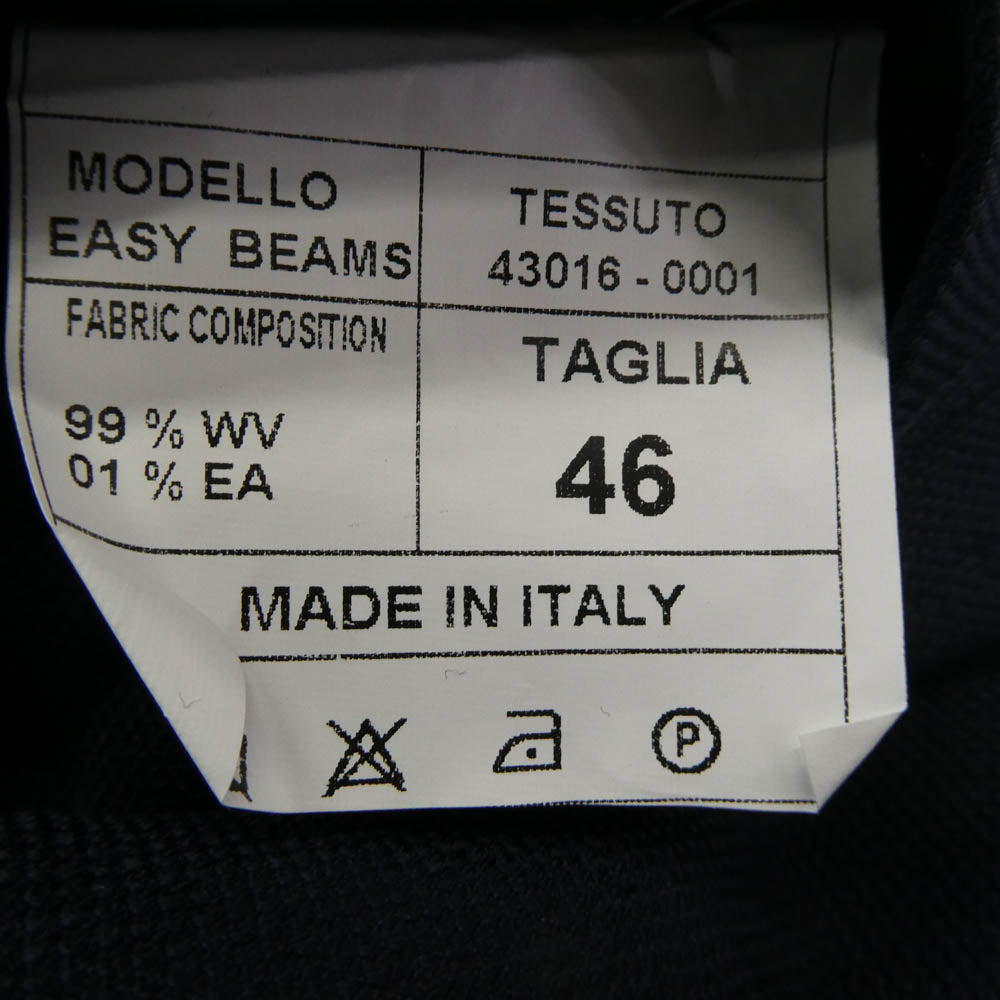 MODELLO
EASY BEAMS
TESSUTO
43016 - 0001
FABRIC COMPOSITION
99 % WV
01 % EA
TAGLIA
46
MADE IN ITALY
P